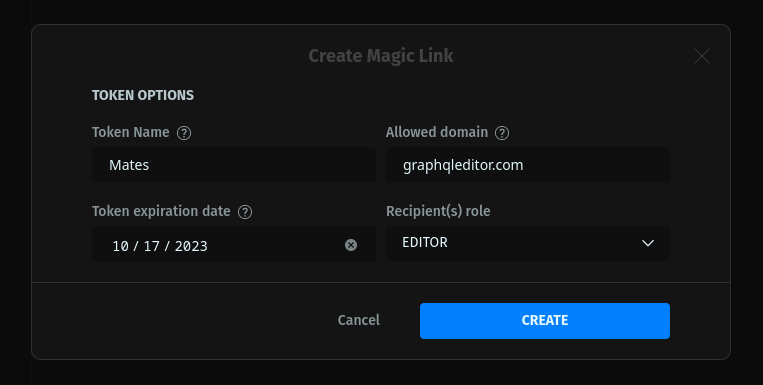 Create Magic Link
TOKEN OPTIONS
Token Name ?
Allowed domain ?
Mates
graphqleditor.com
Token expiration date ?
Recipient(s) role
10 / 17 / 2023
EDITOR
Cancel
CREATE